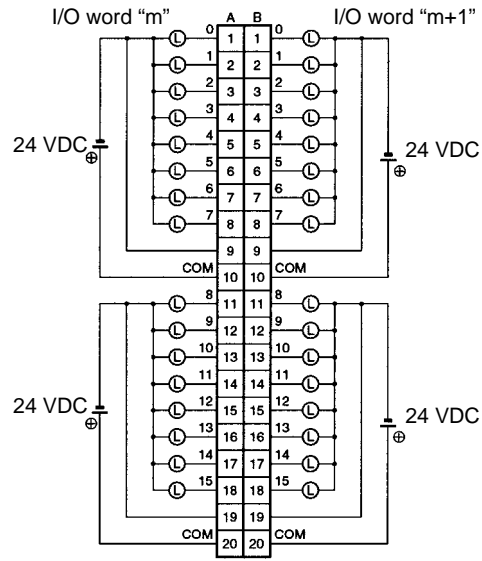 I/O word “m” A B I/O word “m+1”
0 L 1 1 0 L
1 L 2 2 1 L
2 L 3 3 2 L
3 L 4 4 3 L
24 VDC 4 L 5 5 4 L 24 VDC
⊕ 5 L 6 6 5 L ⊕
6 L 7 7 6 L
7 L 8 8 7 L
9 9
COM 10 10 COM
8 L 11 11 8 L
9 L 12 12 9 L
10 L 13 13 10 L
11 L 14 14 11 L
24 VDC 12 L 15 15 12 L 24 VDC
⊕ 13 L 16 16 13 L ⊕
14 L 17 17 14 L
15 L 18 18 15 L
19 19
COM 20 20 COM